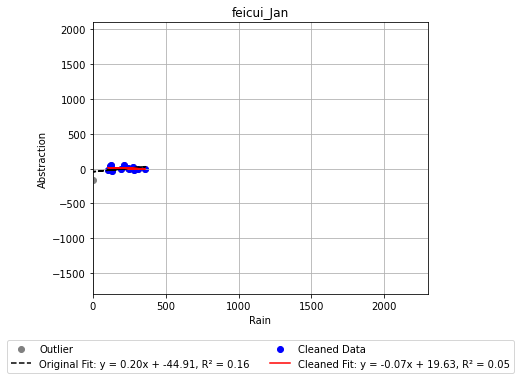 feicui_Jan
2000
1500
1000
500
0
−500
−1000
−1500
Abstraction
0 500 1000 1500 2000
Rain
Outlier Cleaned Data
Original Fit: y = 0.20x + -44.91, R² = 0.16 Cleaned Fit: y = -0.07x + 19.63, R² = 0.05